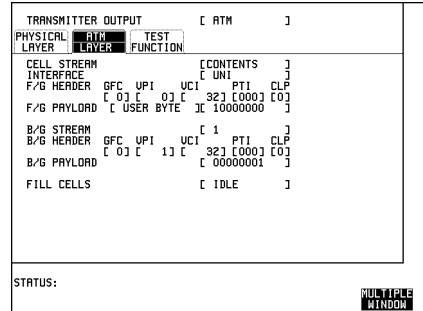 TRANSMITTER OUTPUT [ ATM ]
PHYSICAL LAYER ATM LAYER TEST FUNCTION
CELL STREAM [CONTENTS ]
INTERFACE [ UNI ]
F/G HEADER GFC VPI VCI PTI CLP
[ 0] [ 0] [ 32] [000] [0]
F/G PAYLOAD [ USER BYTE ][ 10000000 ]
B/G STREAM [ 1 ]
B/G HEADER GFC VPI VCI PTI CLP
[ 0] [ 1] [ 32] [000] [0]
B/G PAYLOAD [ 00000001 ]
FILL CELLS [ IDLE ]
STATUS:
MULTIPLE
WINDOW